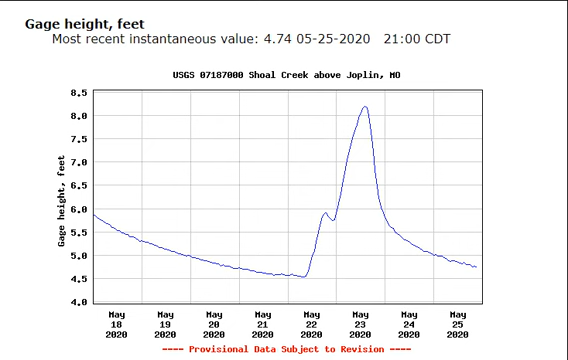 Gage height, feet
Most recent instantaneous value: 4.74 05-25-2020 21:00 CDT
USGS 07187000 Shoal Creek above Joplin, MO
Gage height, feet
8.5
8.0
7.5
7.0
6.5
6.0
5.5
5.0
4.5
4.0
May May May May May May May May
18 19 20 21 22 23 24 25
2020 2020 2020 2020 2020 2020 2020 2020
---- Provisional Data Subject to Revision ----